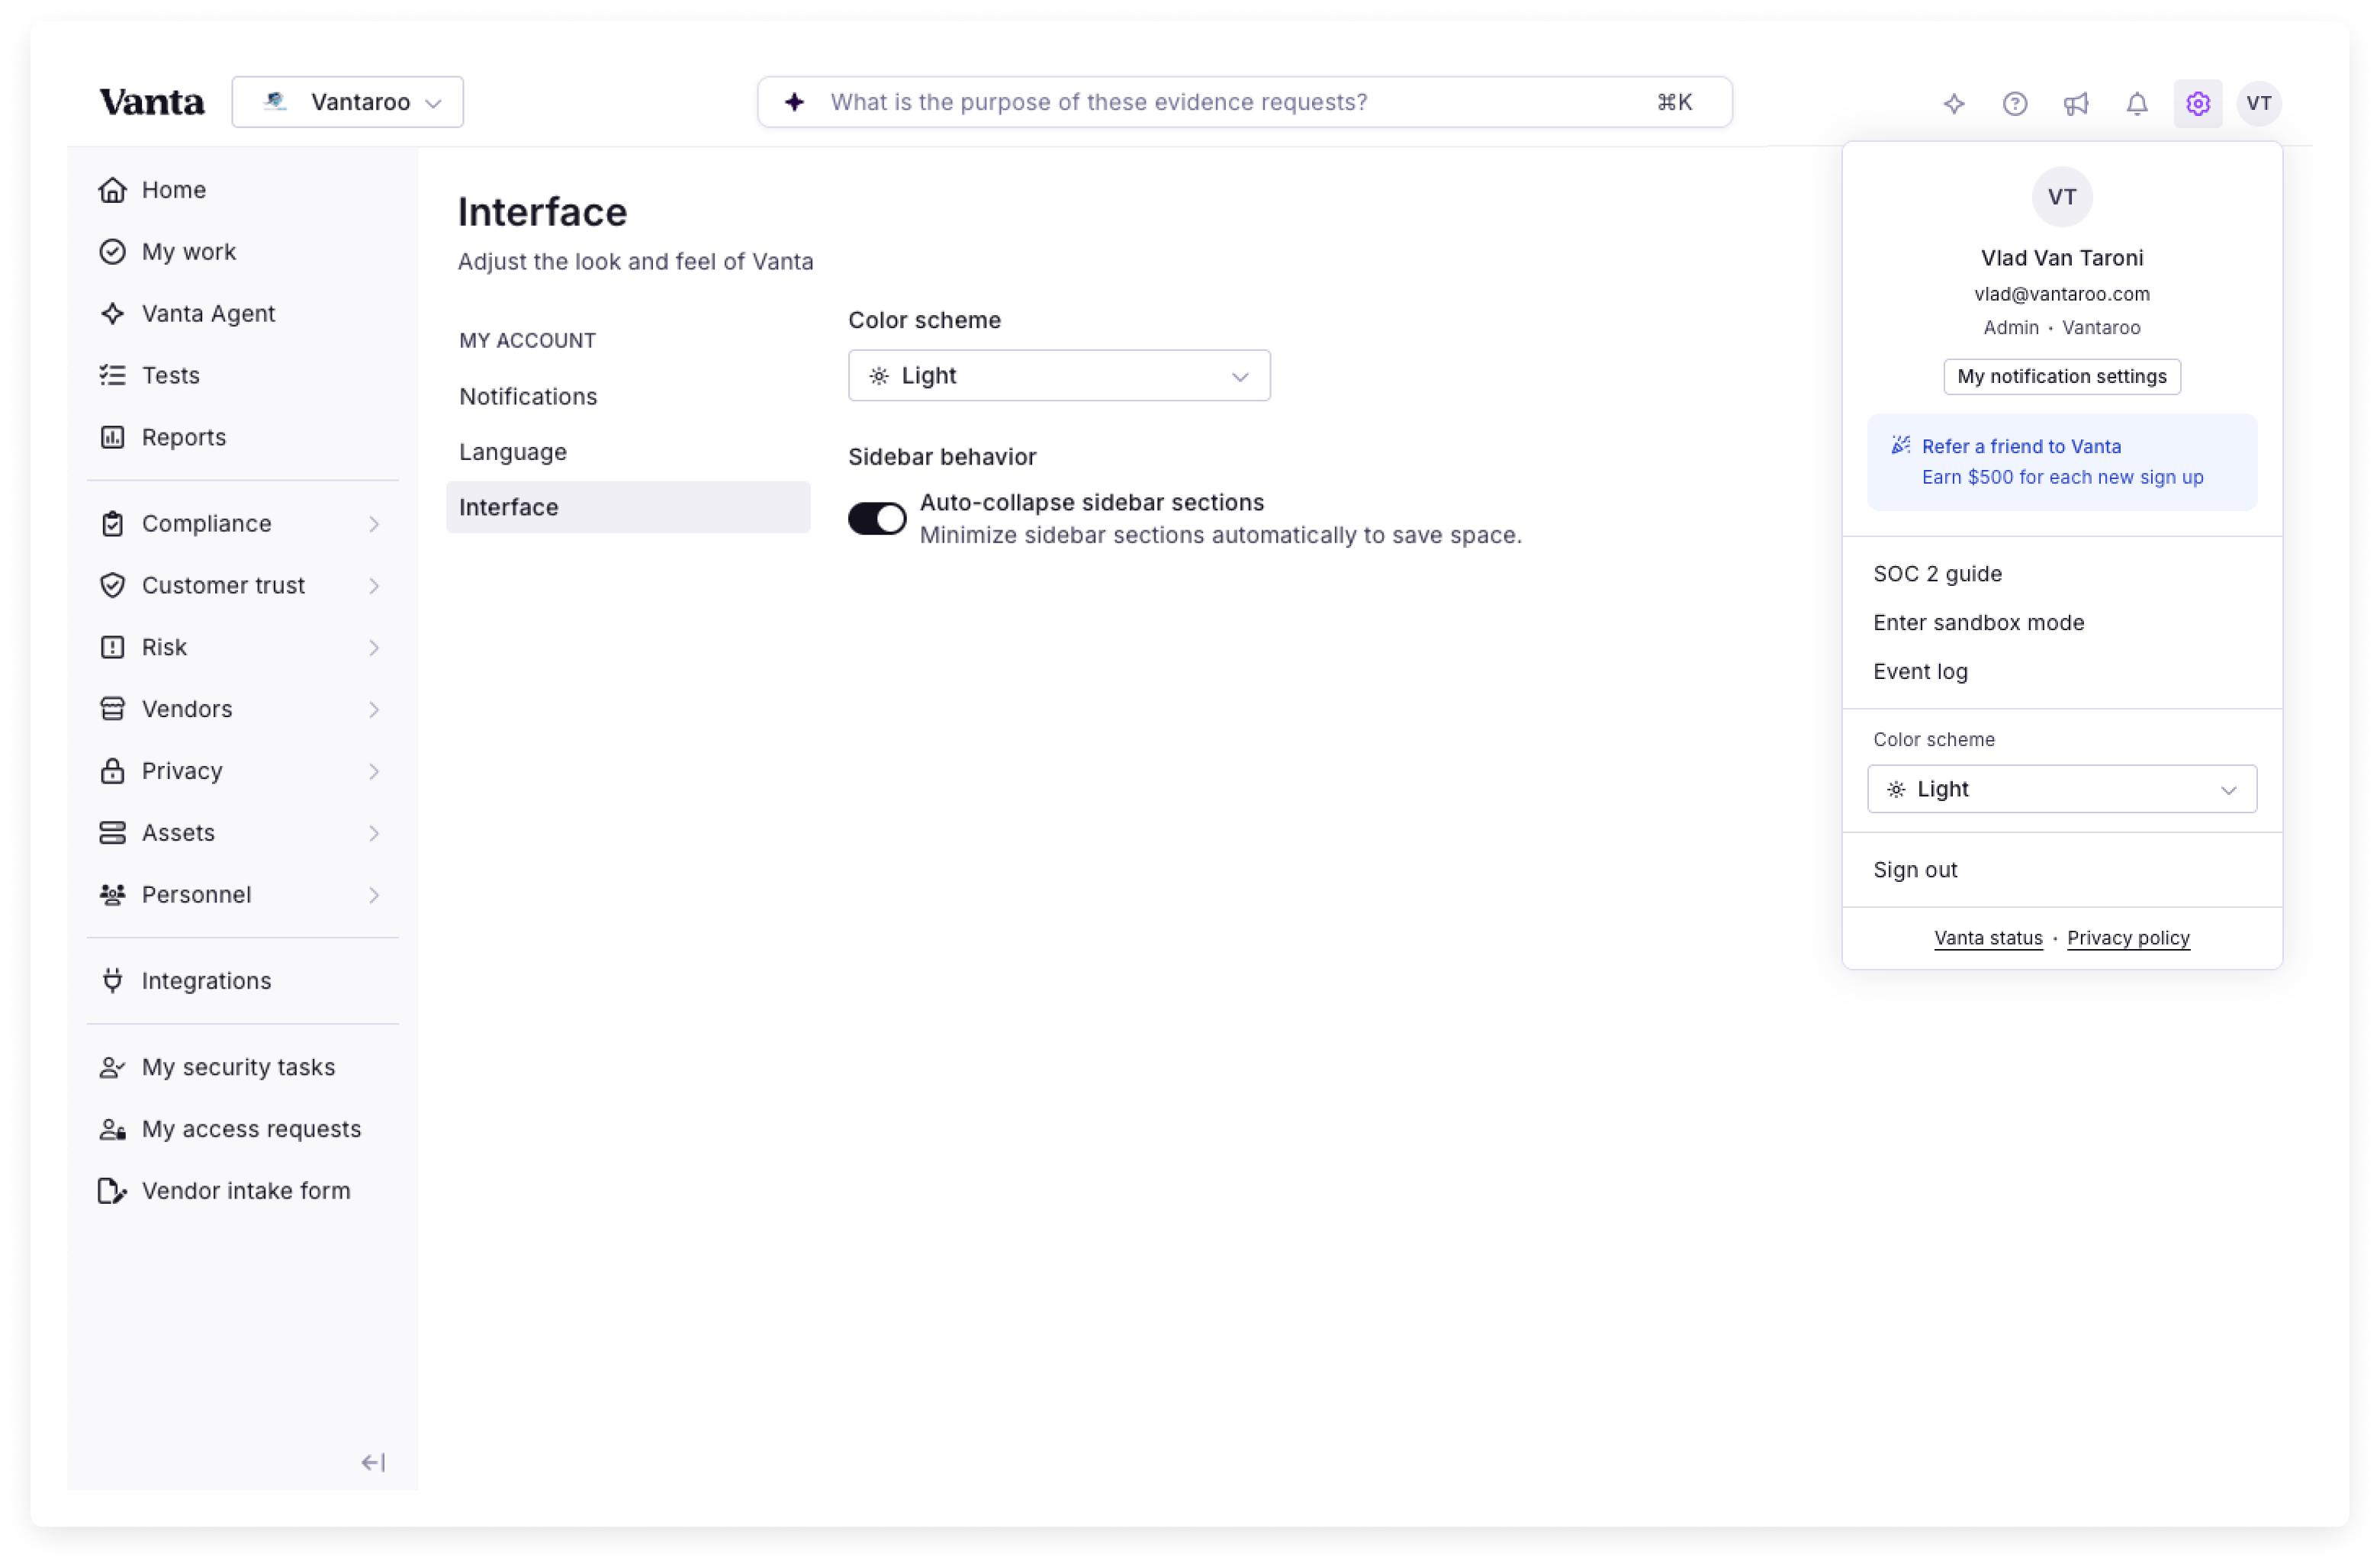 Vanta
Vantaroo
What is the purpose of these evidence requests?
⌘K
VT
Home
My work
Vanta Agent
Tests
Reports
Compliance
Customer trust
Risk
Vendors
Privacy
Assets
Personnel
Integrations
My security tasks
My access requests
Vendor intake form
Interface
Adjust the look and feel of Vanta
MY ACCOUNT
Notifications
Language
Interface
Color scheme
Light
Sidebar behavior
Auto-collapse sidebar sections
Minimize sidebar sections automatically to save space.
VT
Vlad Van Taroni
vlad@vantaroo.com
Admin · Vantaroo
My notification settings
Refer a friend to Vanta
Earn $500 for each new sign up
SOC 2 guide
Enter sandbox mode
Event log
Color scheme
Light
Sign out
Vanta status · Privacy policy